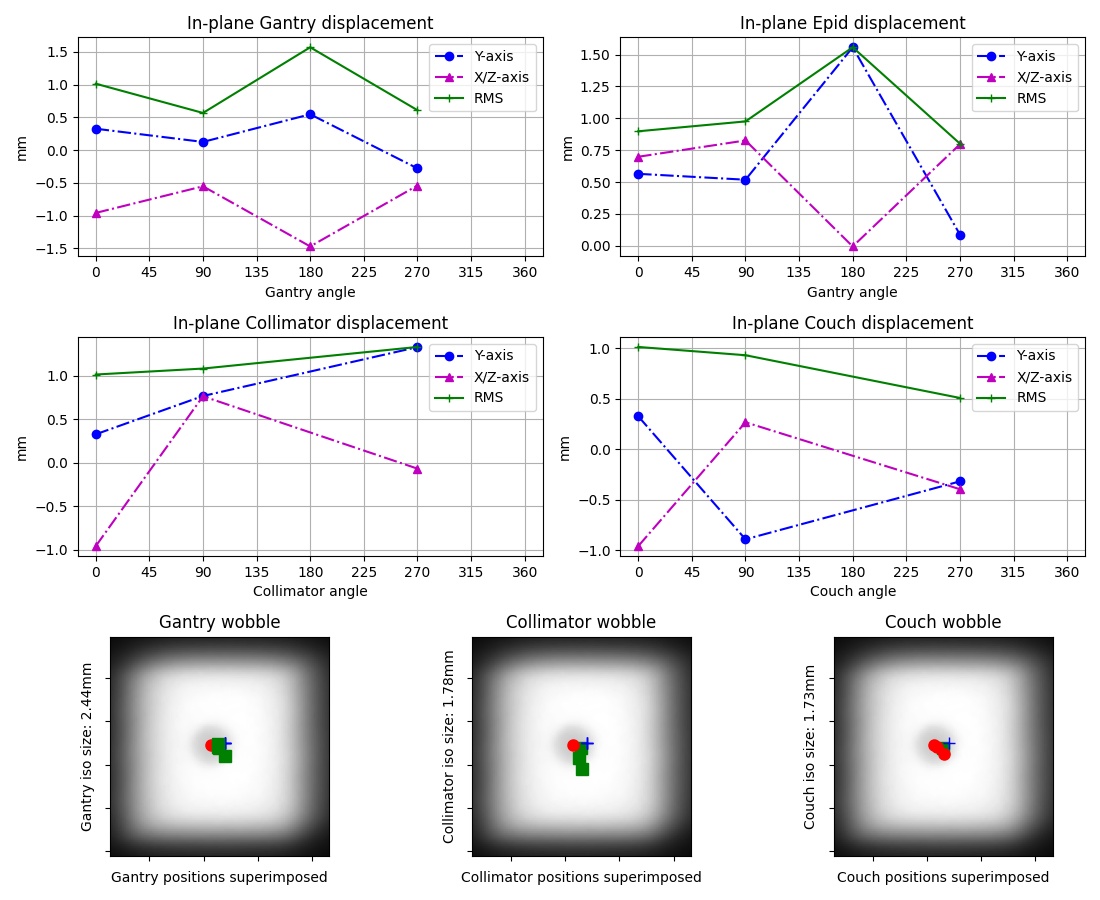 In-plane Gantry displacement
mm
1.5
1.0
0.5
0.0
−0.5
−1.0
−1.5
Y-axis
X/Z-axis
RMS
0 45 90 135 180 225 270 315 360
Gantry angle
In-plane Epid displacement
mm
1.50
1.25
1.00
0.75
0.50
0.25
0.00
Y-axis
X/Z-axis
RMS
0 45 90 135 180 225 270 315 360
Gantry angle
In-plane Collimator displacement
mm
1.0
0.5
0.0
−0.5
−1.0
Y-axis
X/Z-axis
RMS
0 45 90 135 180 225 270 315 360
Collimator angle
In-plane Couch displacement
mm
1.0
0.5
0.0
−0.5
−1.0
Y-axis
X/Z-axis
RMS
0 45 90 135 180 225 270 315 360
Couch angle
Gantry wobble
Gantry iso size: 2.44mm
Gantry positions superimposed
Collimator wobble
Collimator iso size: 1.78mm
Collimator positions superimposed
Couch wobble
Couch iso size: 1.73mm
Couch positions superimposed